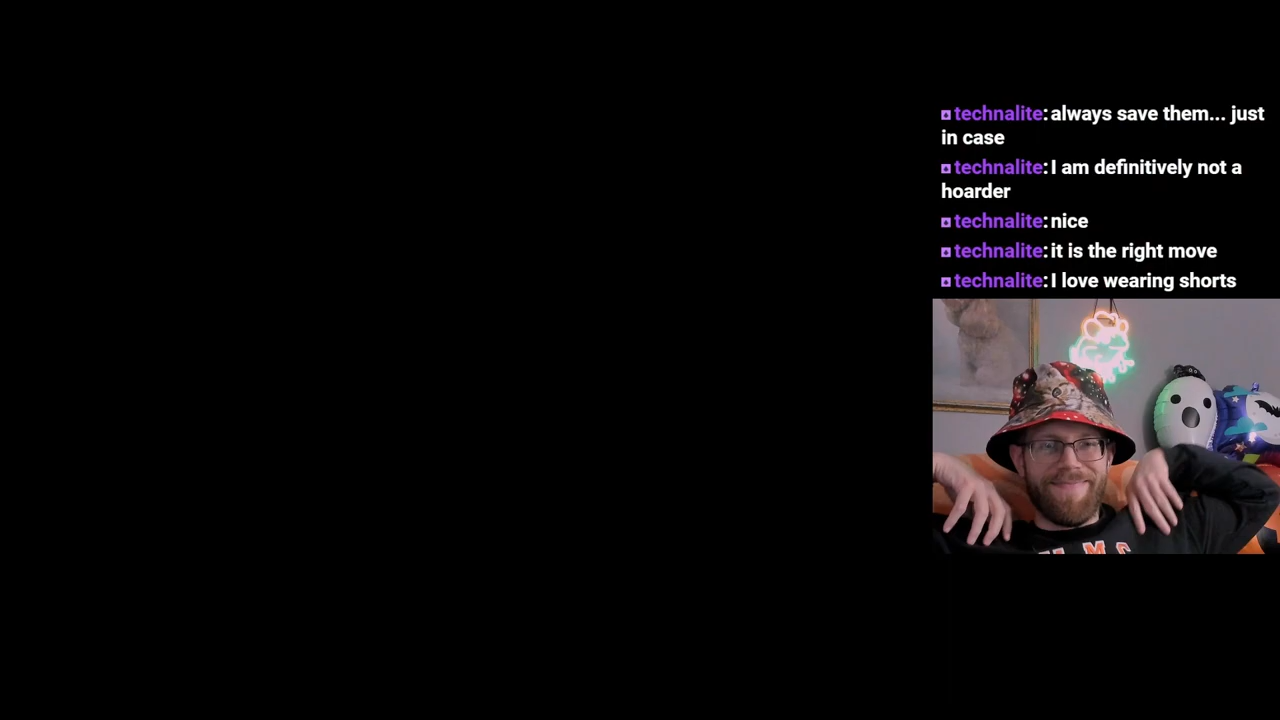 technalite: always save them... just
in case
technalite: I am definitively not a
hoarder
technalite: nice
technalite: it is the right move
technalite: I love wearing shorts